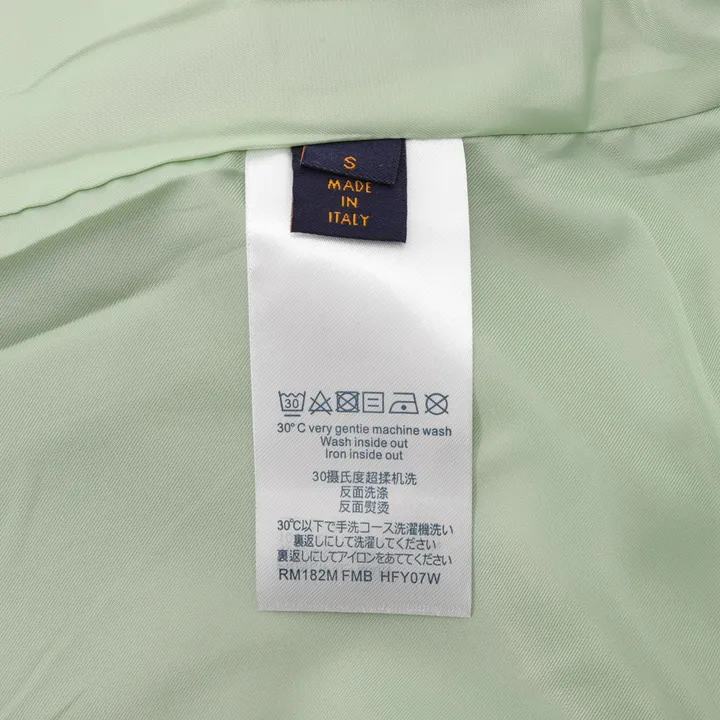 S
MADE
IN
ITALY
30
30°C very gentle machine wash
Wash inside out
Iron inside out
30摄氏度超揉机洗
反面洗涤
反面熨烫
30℃以下で手洗コース洗濯機洗い
裏返しにして洗濯してください
裏返しにしてアイロンをあててください
RM182M FMB HFY07W